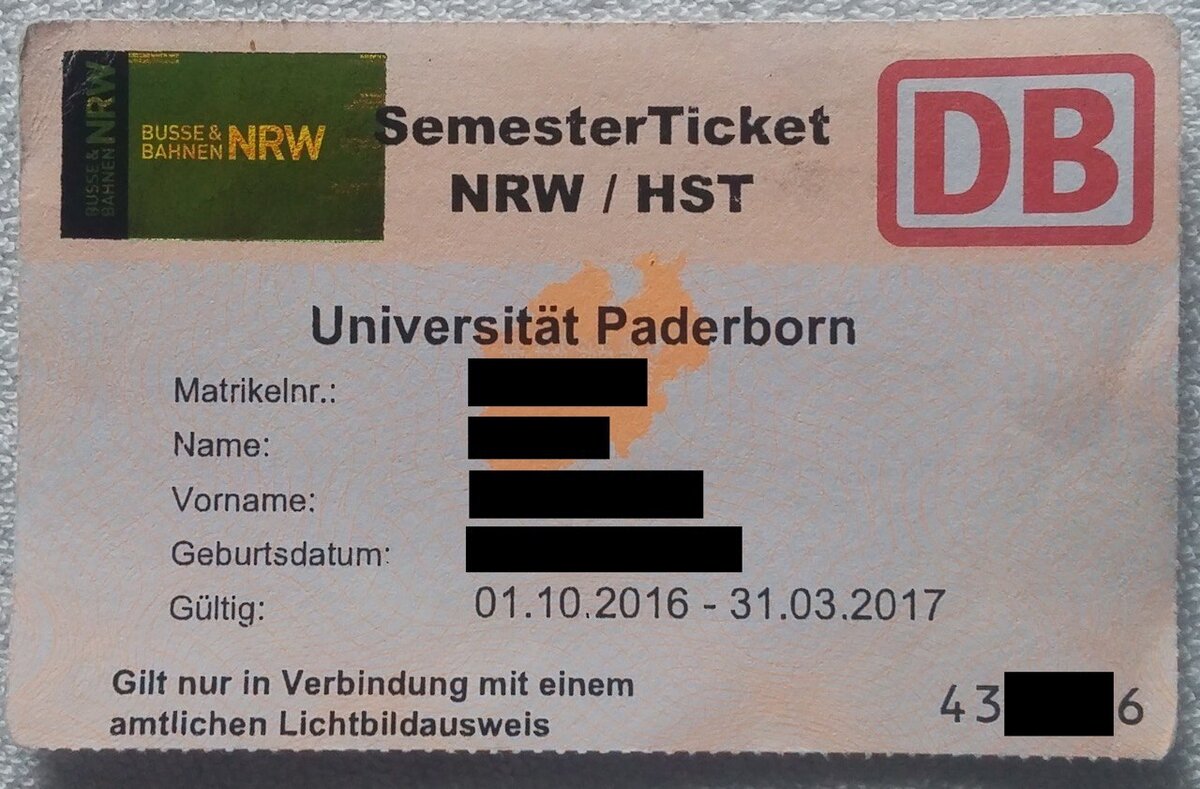 BUSSE & BAHNEN NRW
BUSSE &
BAHNEN NRW
SemesterTicket
NRW / HST
DB
Universität Paderborn
Matrikelnr.:
Name:
Vorname:
Geburtsdatum:
Gültig: 01.10.2016 - 31.03.2017
Gilt nur in Verbindung mit einem
amtlichen Lichtbildausweis
43 6